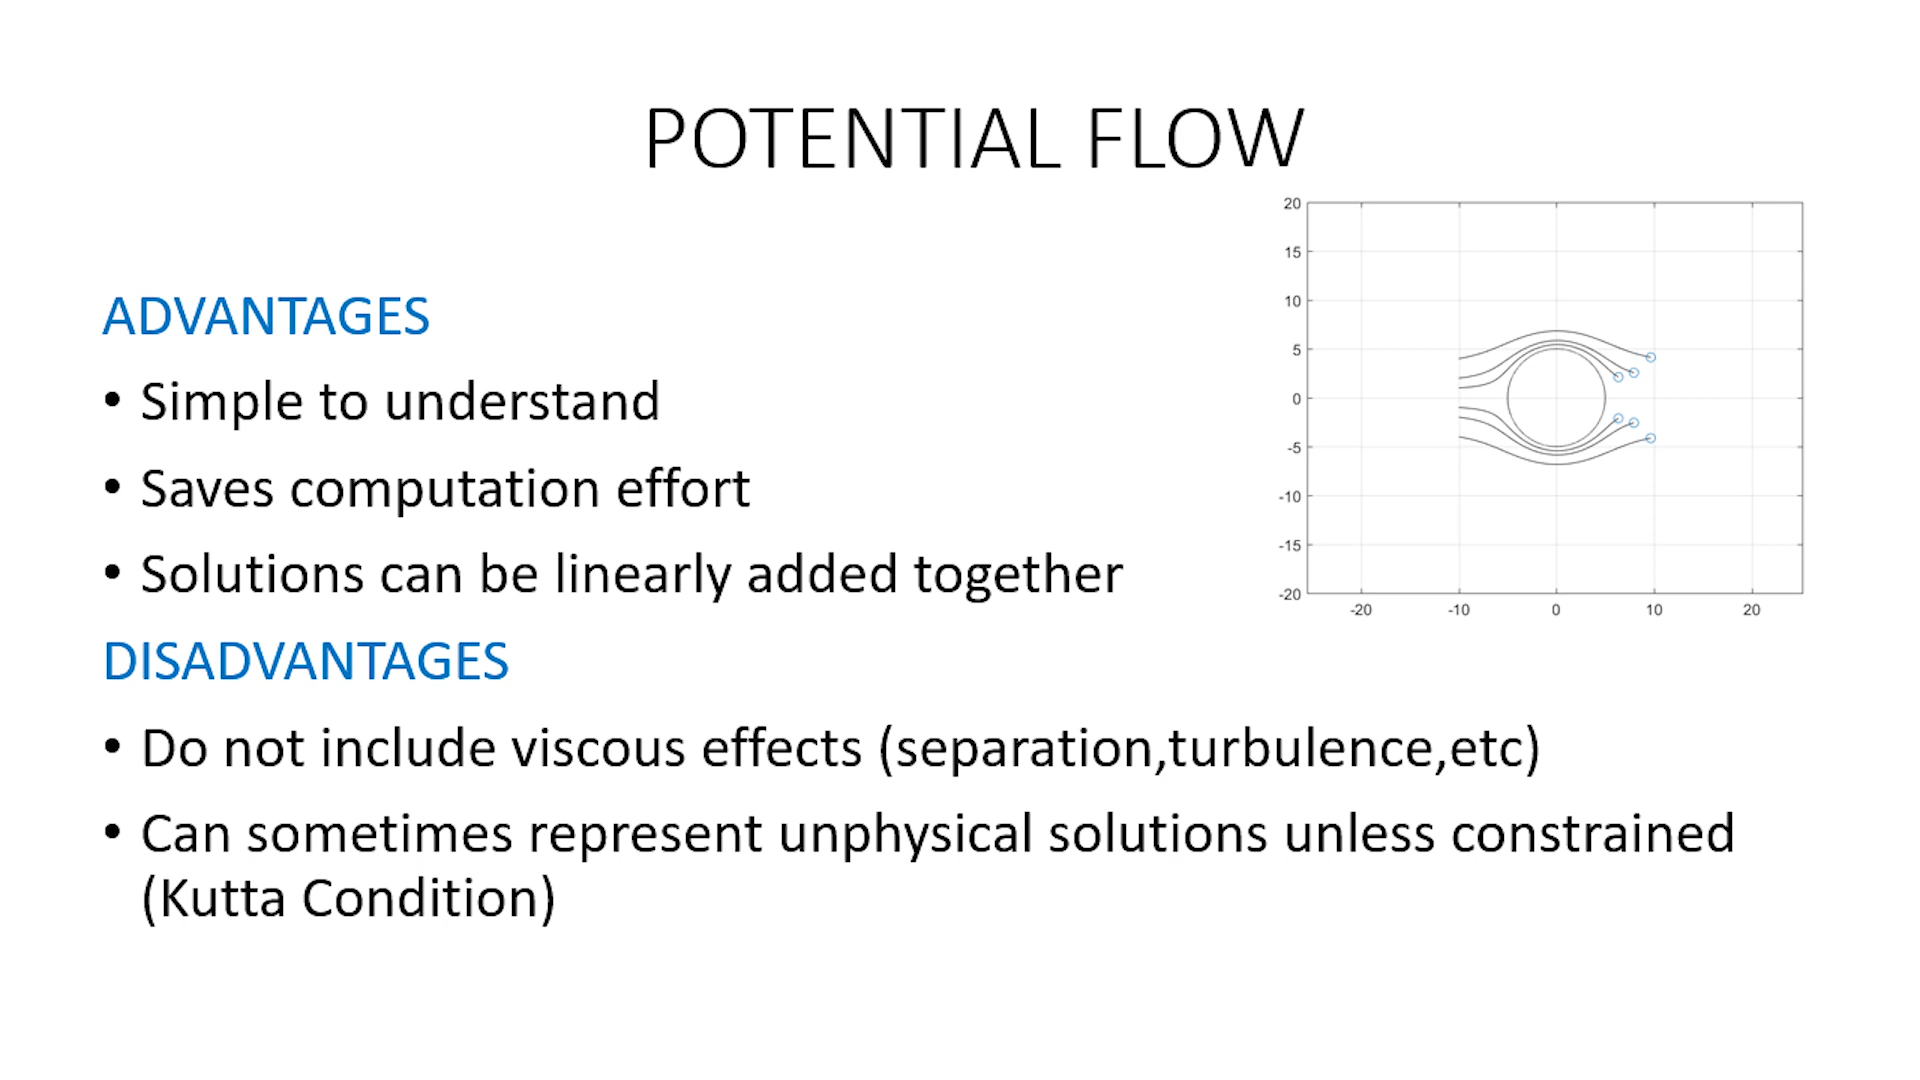 POTENTIAL FLOW
ADVANTAGES
• Simple to understand
• Saves computation effort
• Solutions can be linearly added together
DISADVANTAGES
• Do not include viscous effects (separation,turbulence,etc)
• Can sometimes represent unphysical solutions unless constrained
(Kutta Condition)
20
15
10
5
0
-5
-10
-15
-20
-20 -10 0 10 20